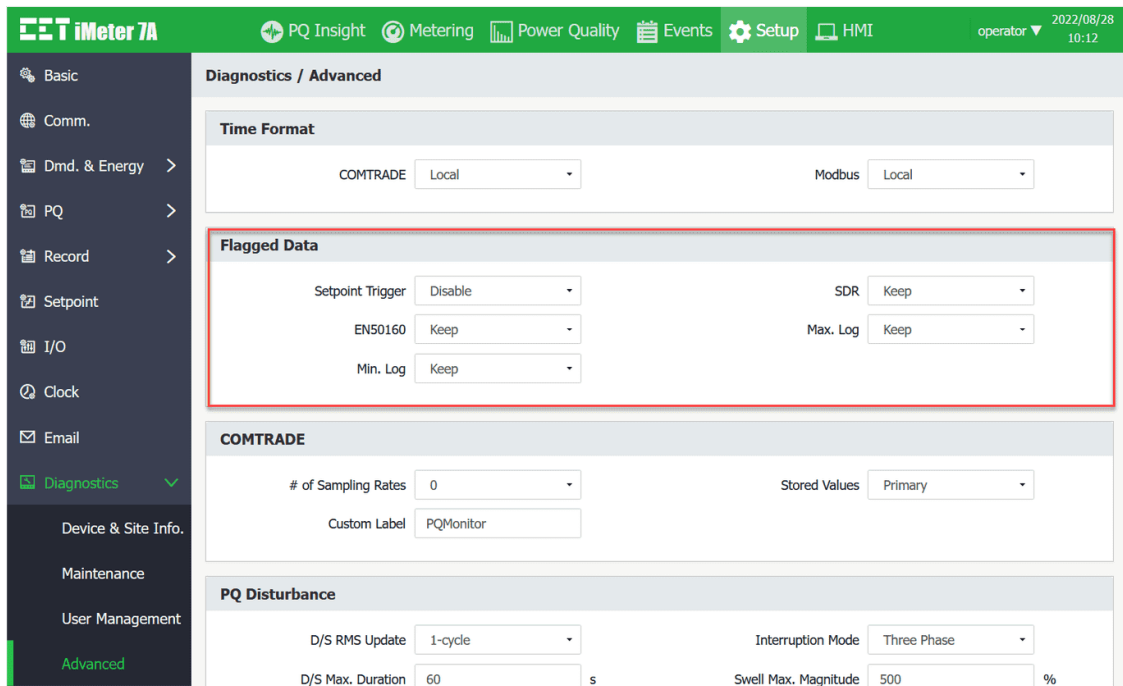 CET iMeter 7A
PQ Insight Metering Power Quality Events Setup HMI
operator
2022/08/28
10:12
Basic
Comm.
Dmd. & Energy
PQ
Record
Setpoint
I/O
Clock
Email
Diagnostics
Device & Site Info.
Maintenance
User Management
Advanced
Diagnostics / Advanced
Time Format
COMTRADE Local Modbus Local
Flagged Data
Setpoint Trigger Disable SDR Keep
EN50160 Keep Max. Log Keep
Min. Log Keep
COMTRADE
# of Sampling Rates 0 Stored Values Primary
Custom Label PQMonitor
PQ Disturbance
D/S RMS Update 1-cycle Interruption Mode Three Phase
D/S Max. Duration 60 s Swell Max. Magnitude 500 %